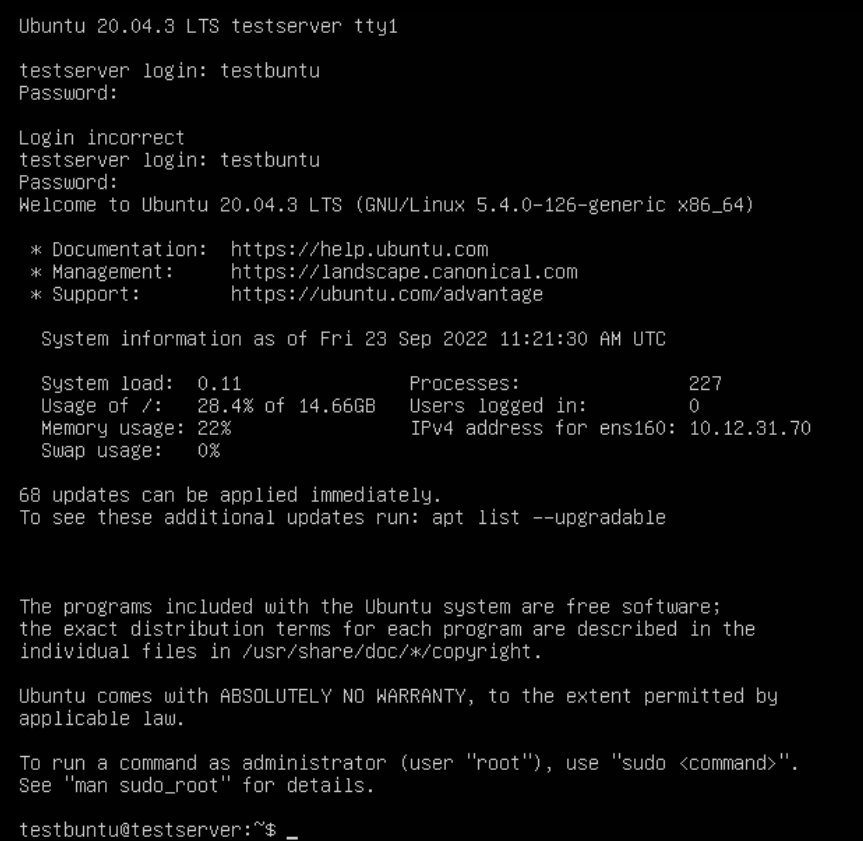 Ubuntu 20.04.3 LTS testserver tty1
testserver login: testbuntu
Password:
Login incorrect
testserver login: testbuntu
Password:
Welcome to Ubuntu 20.04.3 LTS (GNU/Linux 5.4.0-126-generic x86_64)
* Documentation:  https://help.ubuntu.com
* Management:     https://landscape.canonical.com
* Support:        https://ubuntu.com/advantage
System information as of Fri 23 Sep 2022 11:21:30 AM UTC
System load:  0.11               Processes:               227
Usage of /:   28.4% of 14.66GB   Users logged in:         0
Memory usage: 22%                IPv4 address for ens160: 10.12.31.70
Swap usage:   0%
68 updates can be applied immediately.
To see these additional updates run: apt list --upgradable
The programs included with the Ubuntu system are free software;
the exact distribution terms for each program are described in the
individual files in /usr/share/doc/*/copyright.
Ubuntu comes with ABSOLUTELY NO WARRANTY, to the extent permitted by
applicable law.
To run a command as administrator (user "root"), use "sudo <command>".
See "man sudo_root" for details.
testbuntu@testserver:~$ _